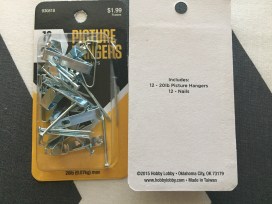 $1.99
12 PICTURE
HANGERS
Includes:
12 - 20lb Picture Hangers
12 - Nails
©2015 Hobby Lobby • Oklahoma City, OK 73179
www.hobbylobby.com • Made in Taiwan